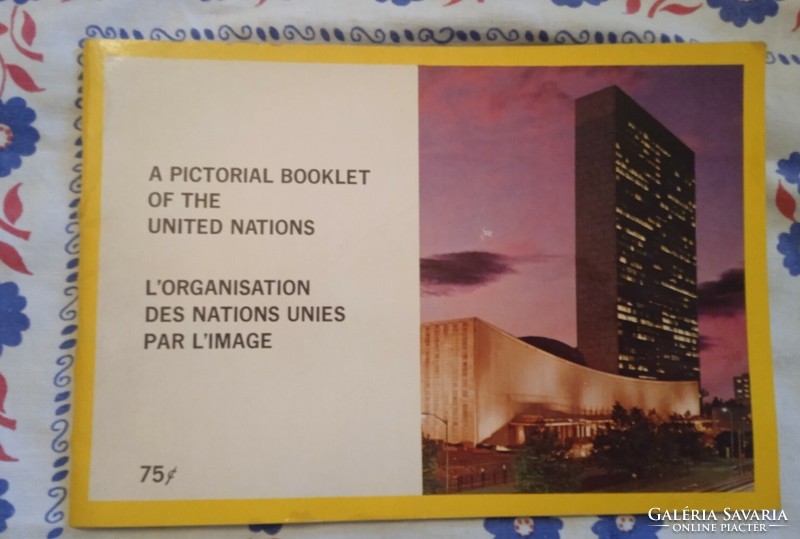 A PICTORIAL BOOKLET
OF THE
UNITED NATIONS
L'ORGANISATION
DES NATIONS UNIES
PAR L'IMAGE
75¢
GALÉRIA SAVARIA
ONLINE PIACTÉR